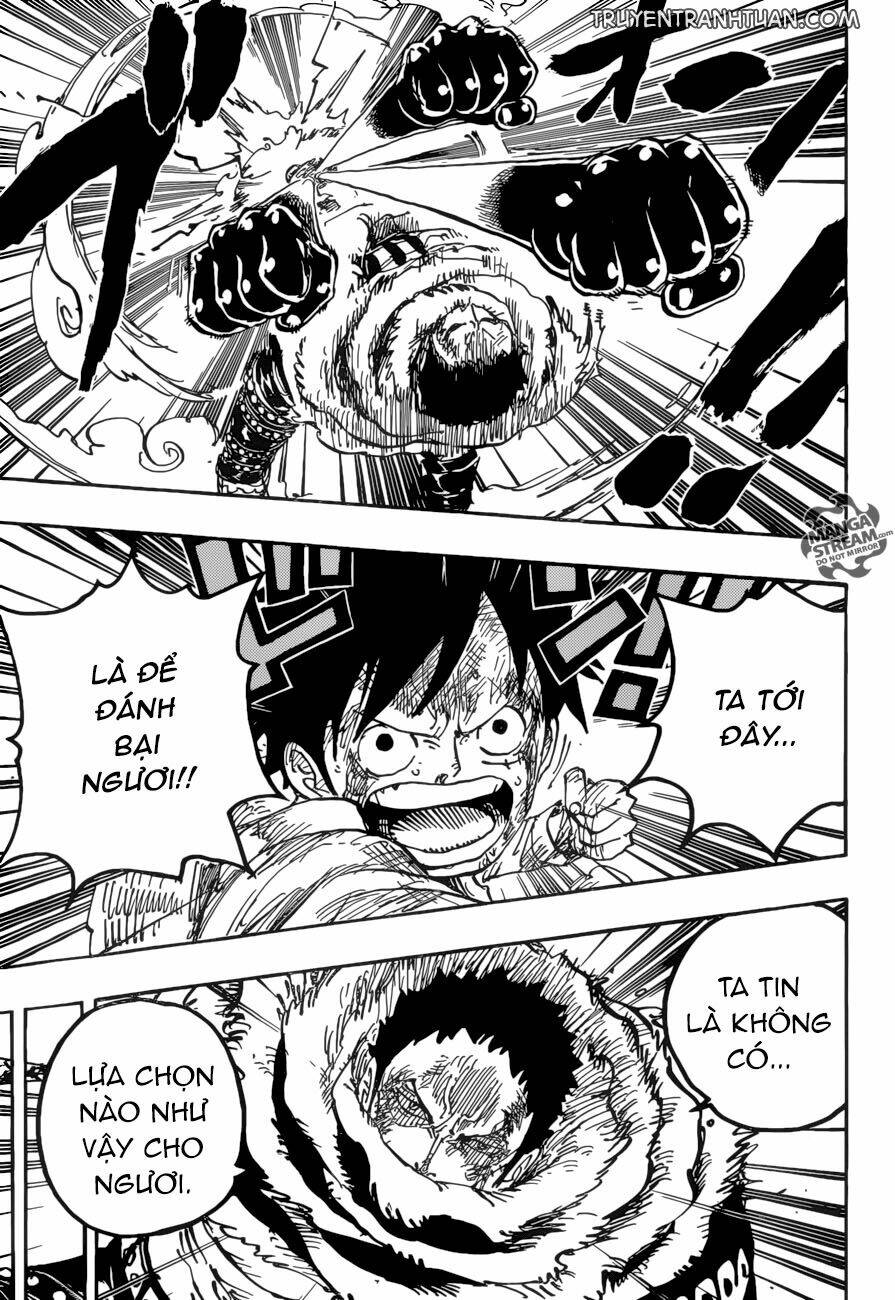 TRUYENTRANHTUAN.COM
MANGA
STREAM.com
DO NOT MIRROR
TA TỚI
ĐÂY...
LÀ ĐỂ
ĐÁNH
BẠI
NGƯƠI!!
TA TIN
LÀ KHÔNG
CÓ...
LỰA CHỌN
NÀO NHƯ
VẬY CHO
NGƯƠI.